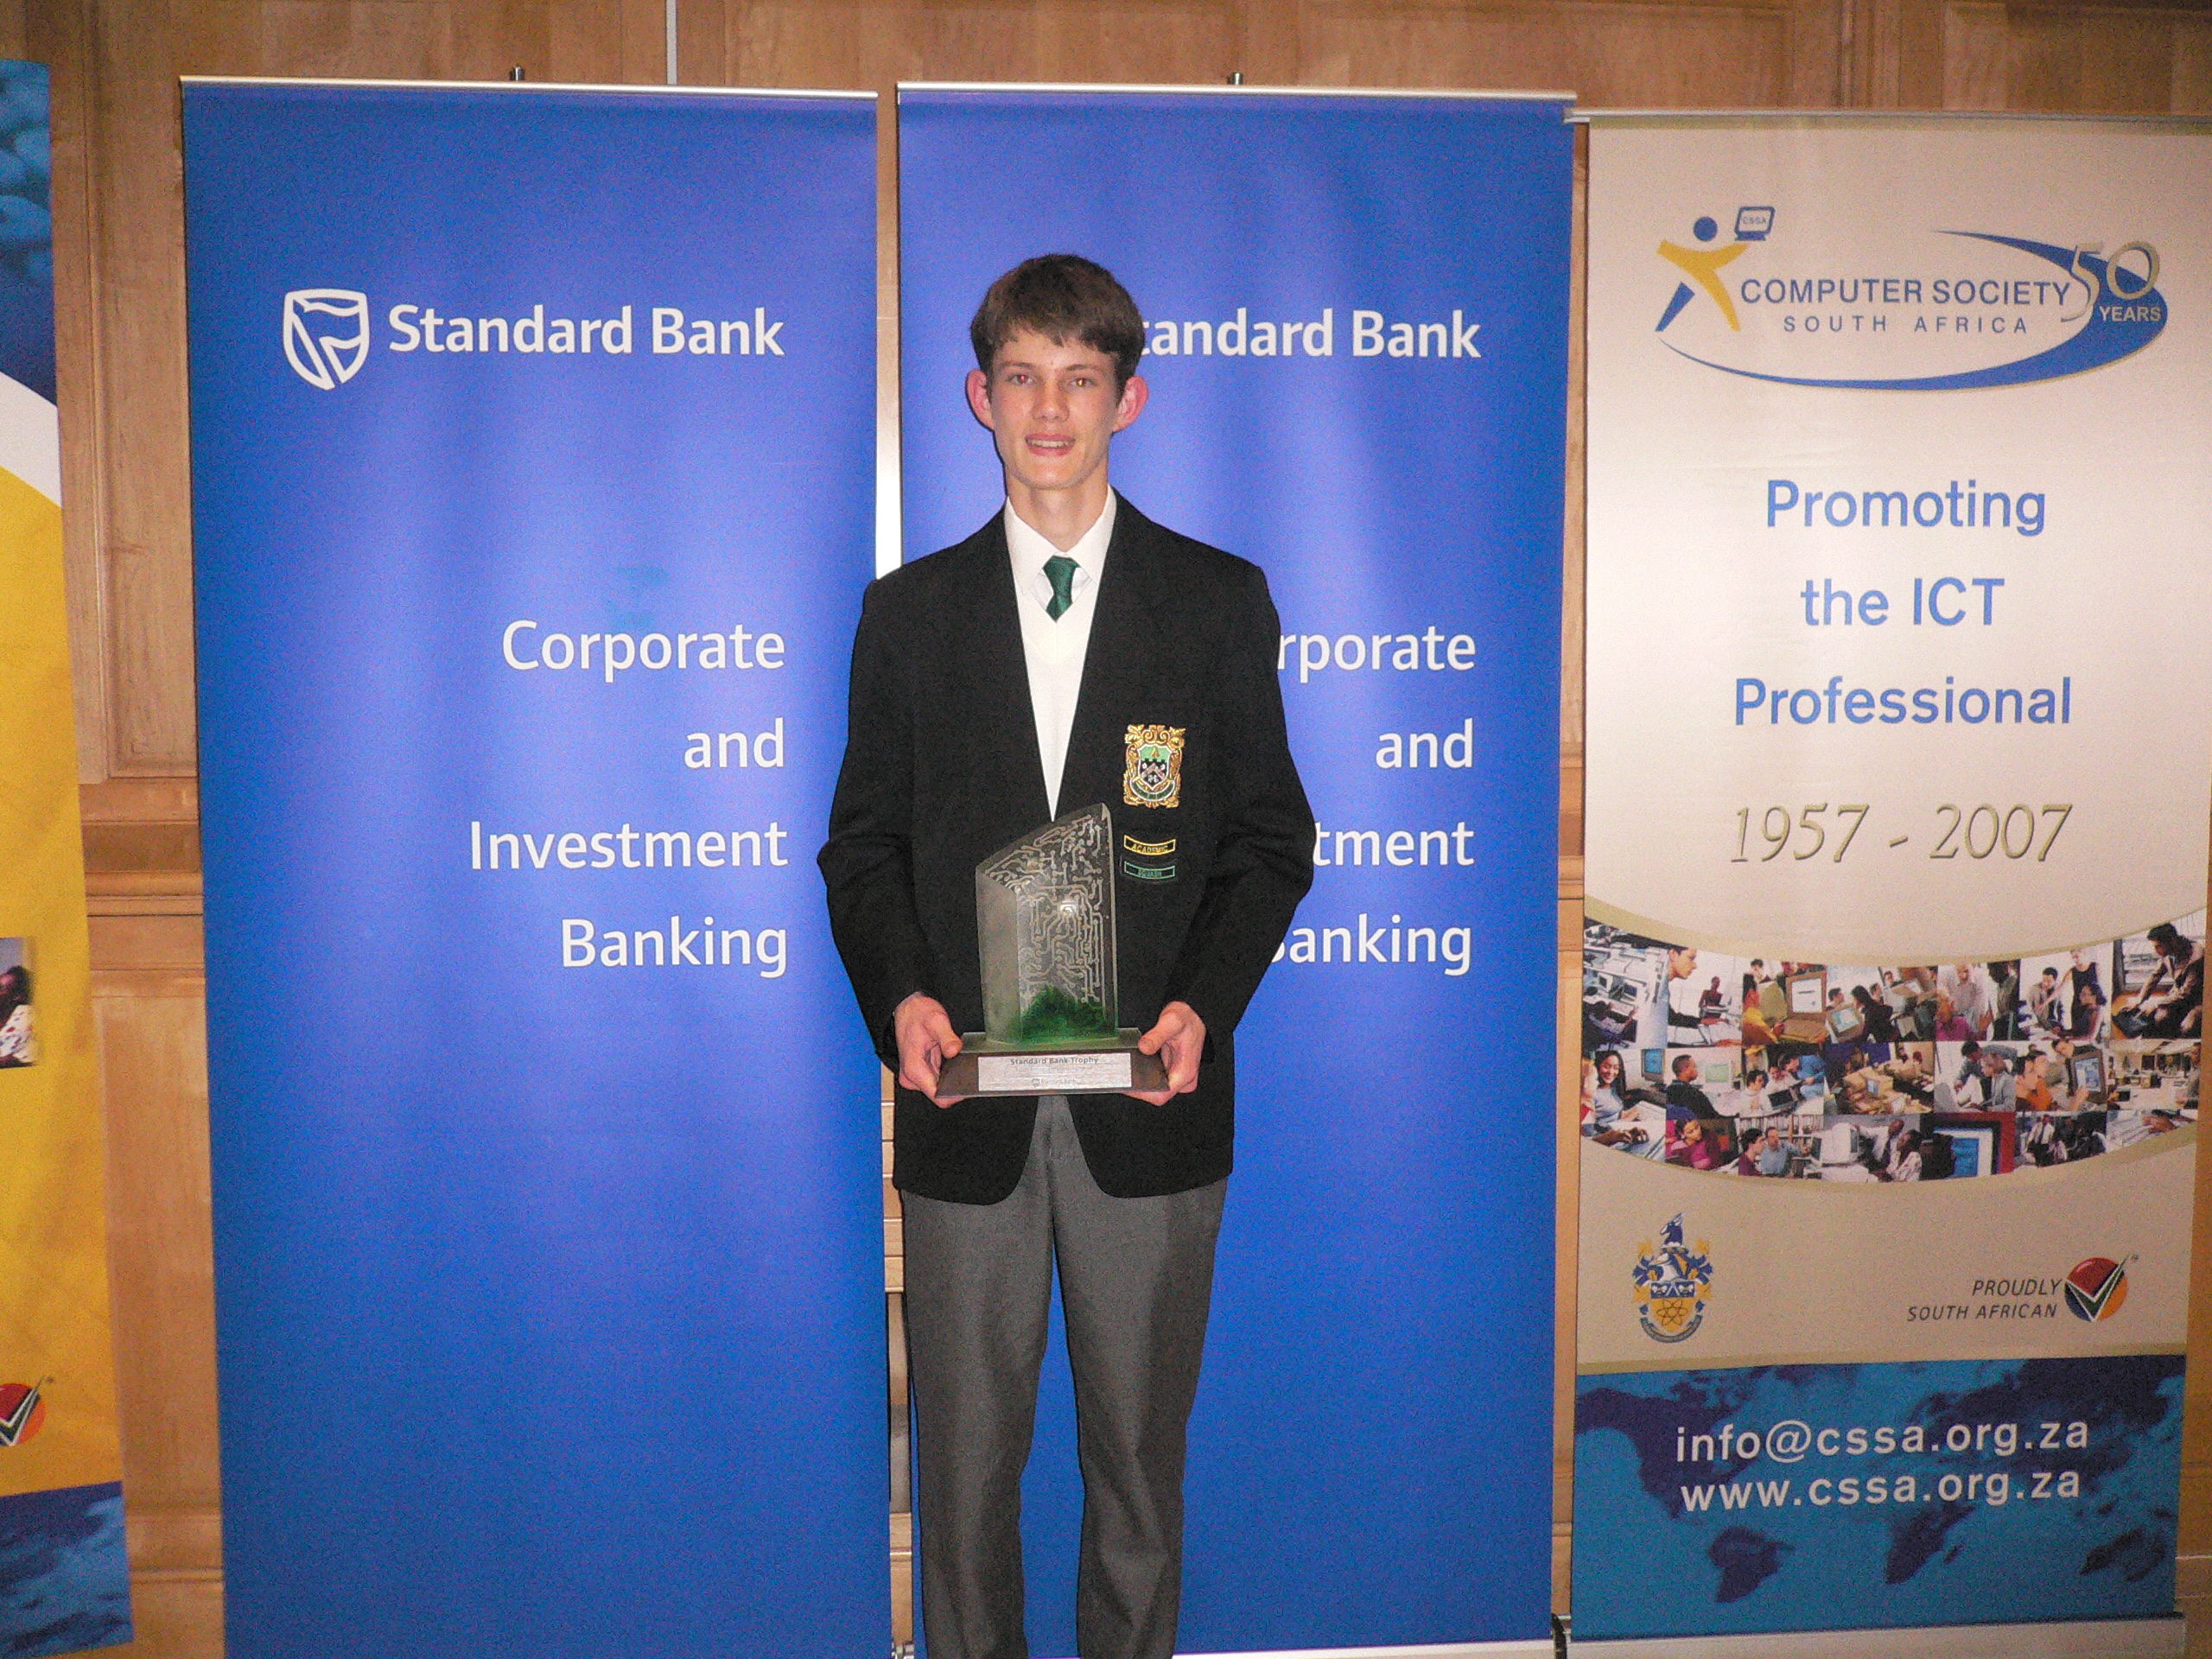 Standard Bank
Corporate
and
Investment
Banking
tandard Bank
rporate
and
tment
anking
ACADEMIC
SQUASH
Standard Bank Trophy
CSSA
COMPUTER SOCIETY
SOUTH AFRICA
50
YEARS
Promoting
the ICT
Professional
1957 - 2007
PROUDLY
SOUTH AFRICAN
info@cssa.org.za
www.cssa.org.za